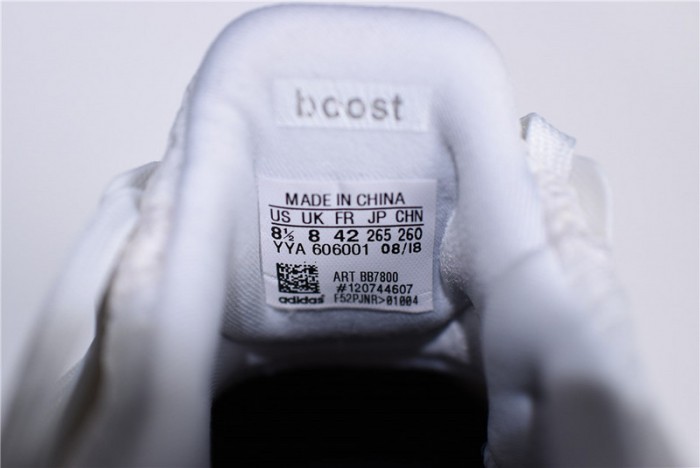 boost
MADE IN CHINA
US UK FR JP CHN
8½ 8 42 265 260
YYA 606001 08/18
ART BB7800
#120744607
adidas F52PJNR>01004